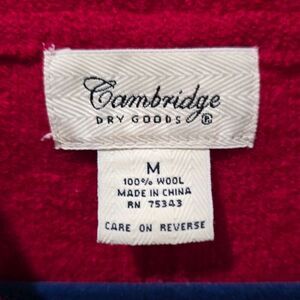 Cambridge
DRY GOODS ®
M
100% WOOL
MADE IN CHINA
RN 75343
CARE ON REVERSE